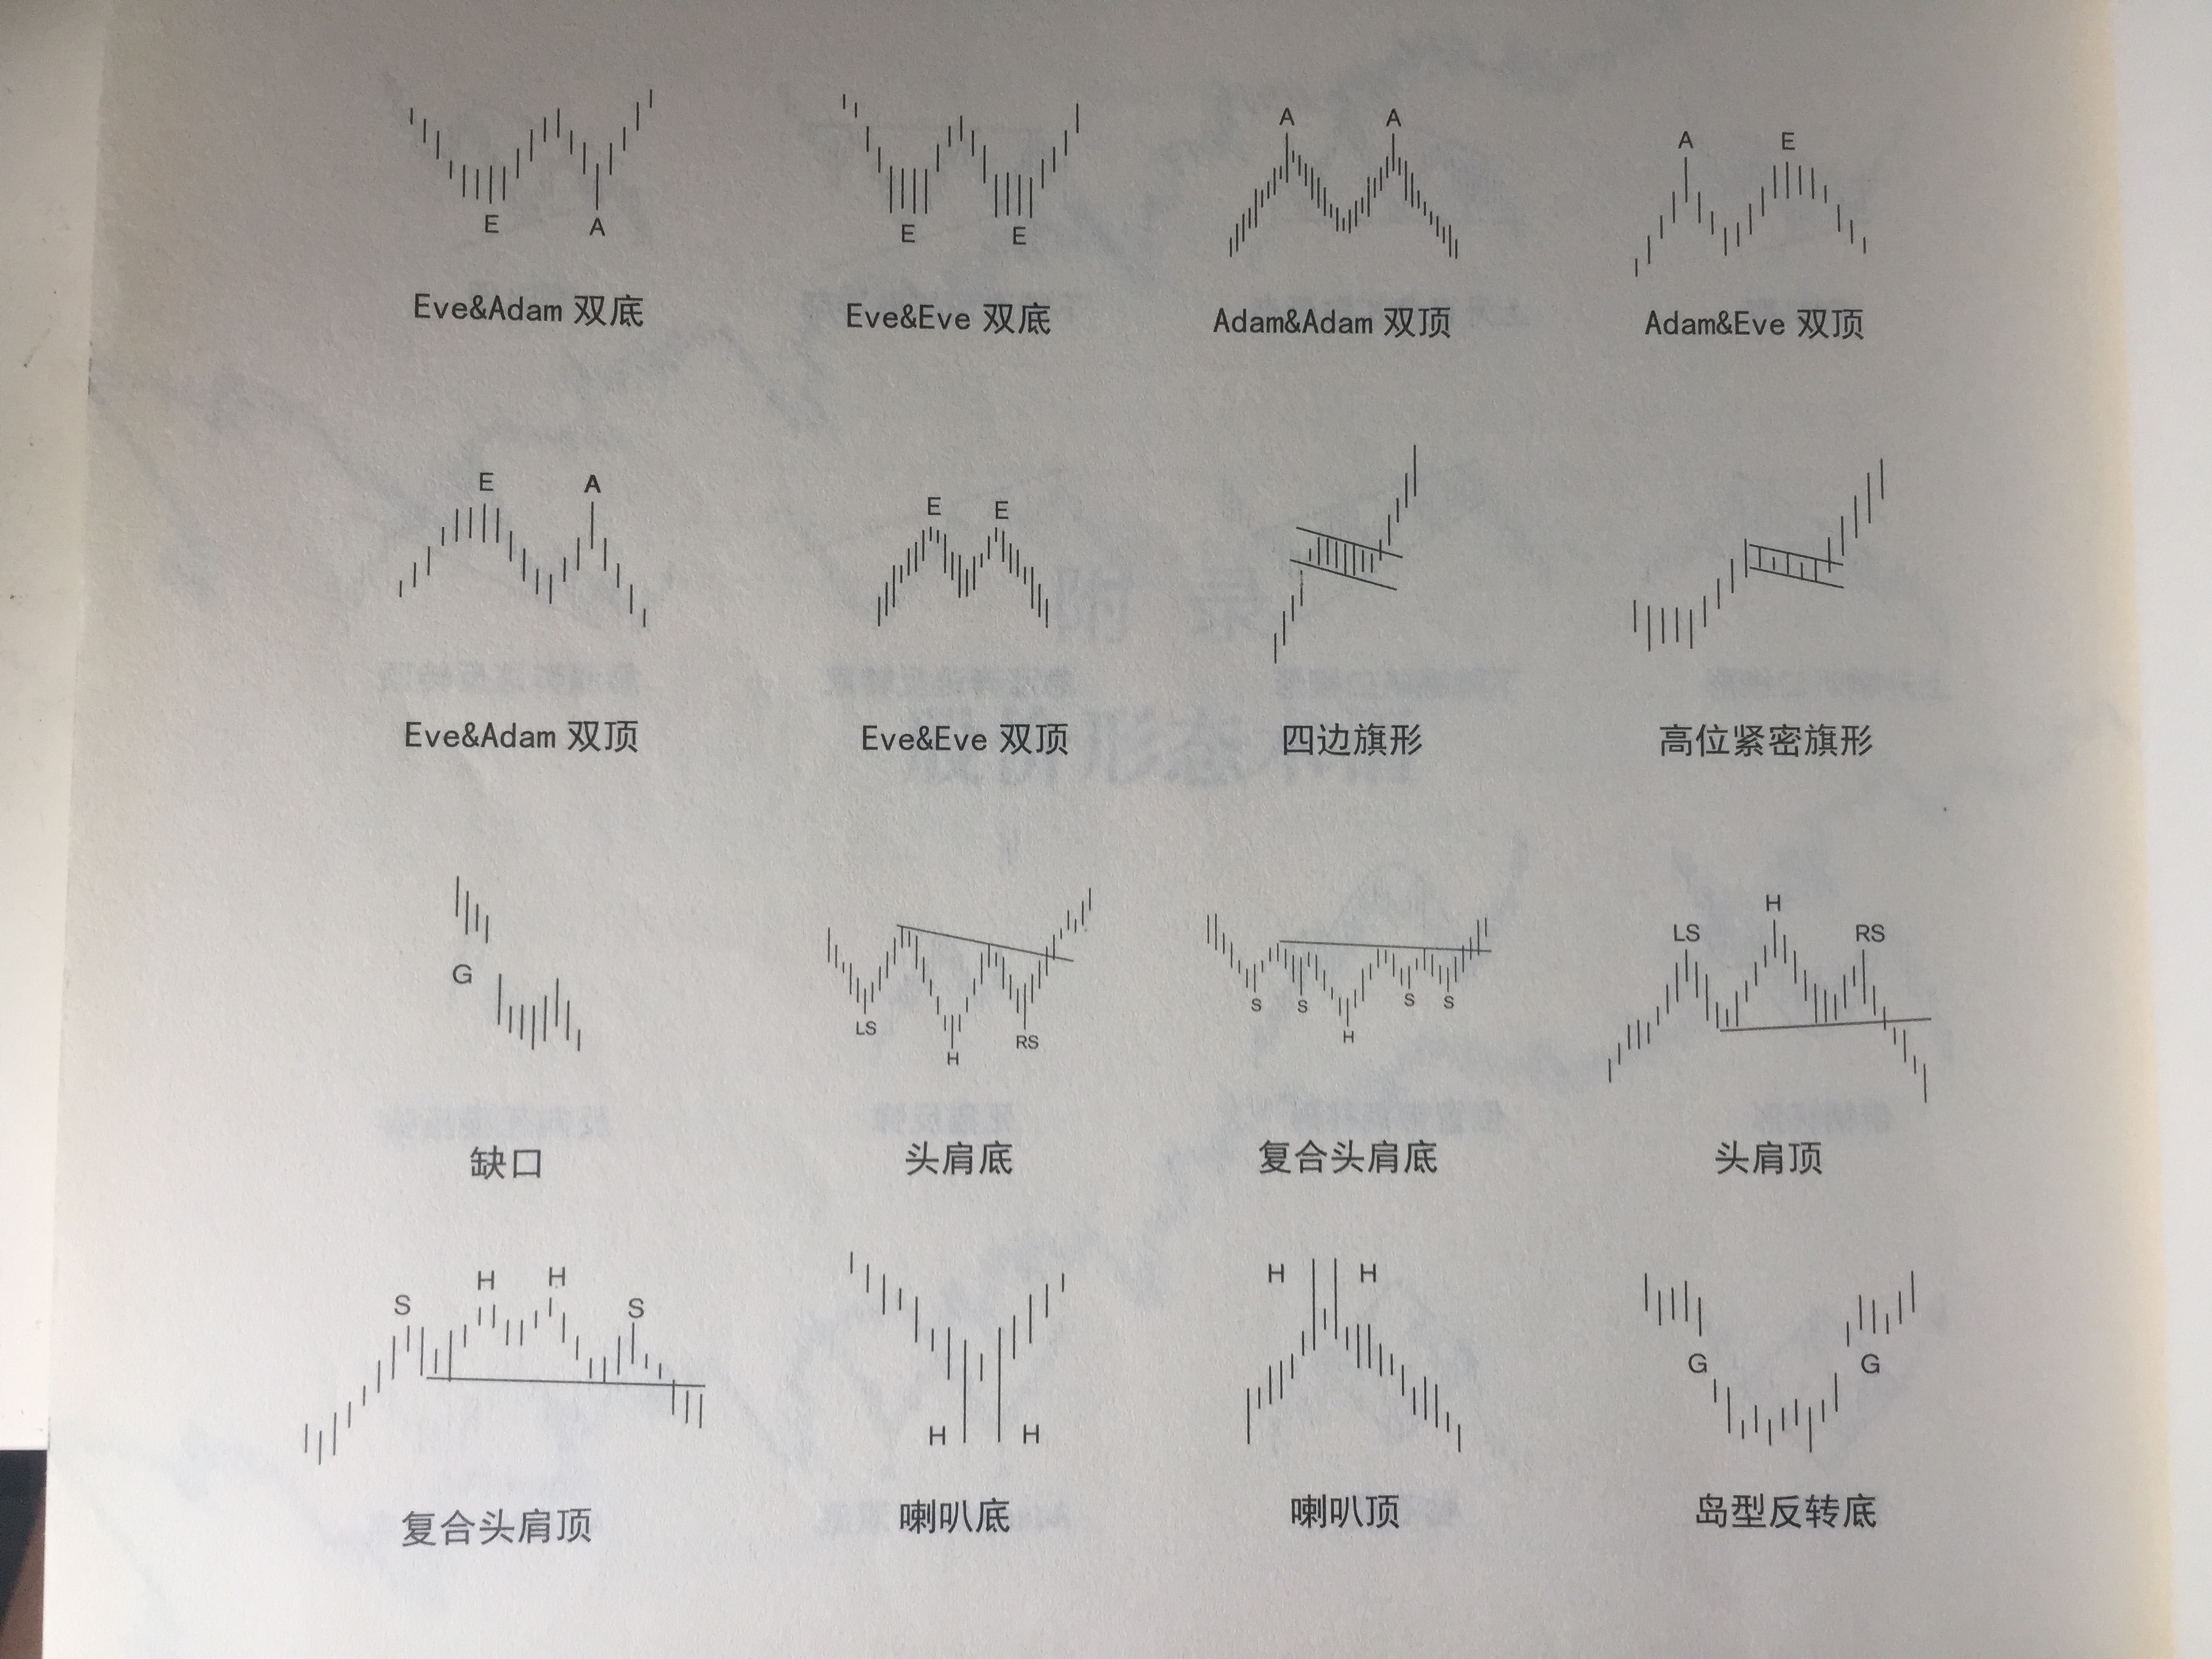 E A
Eve&Adam 双底
E E
Eve&Eve 双底
A A
Adam&Adam 双顶
A E
Adam&Eve 双顶
E A
Eve&Adam 双顶
E E
Eve&Eve 双顶
四边旗形
高位紧密旗形
G
缺口
LS H RS
头肩底
S S H S S
复合头肩底
LS H RS
头肩顶
S H H S
复合头肩顶
H H
喇叭底
H H
喇叭顶
G G
岛型反转底